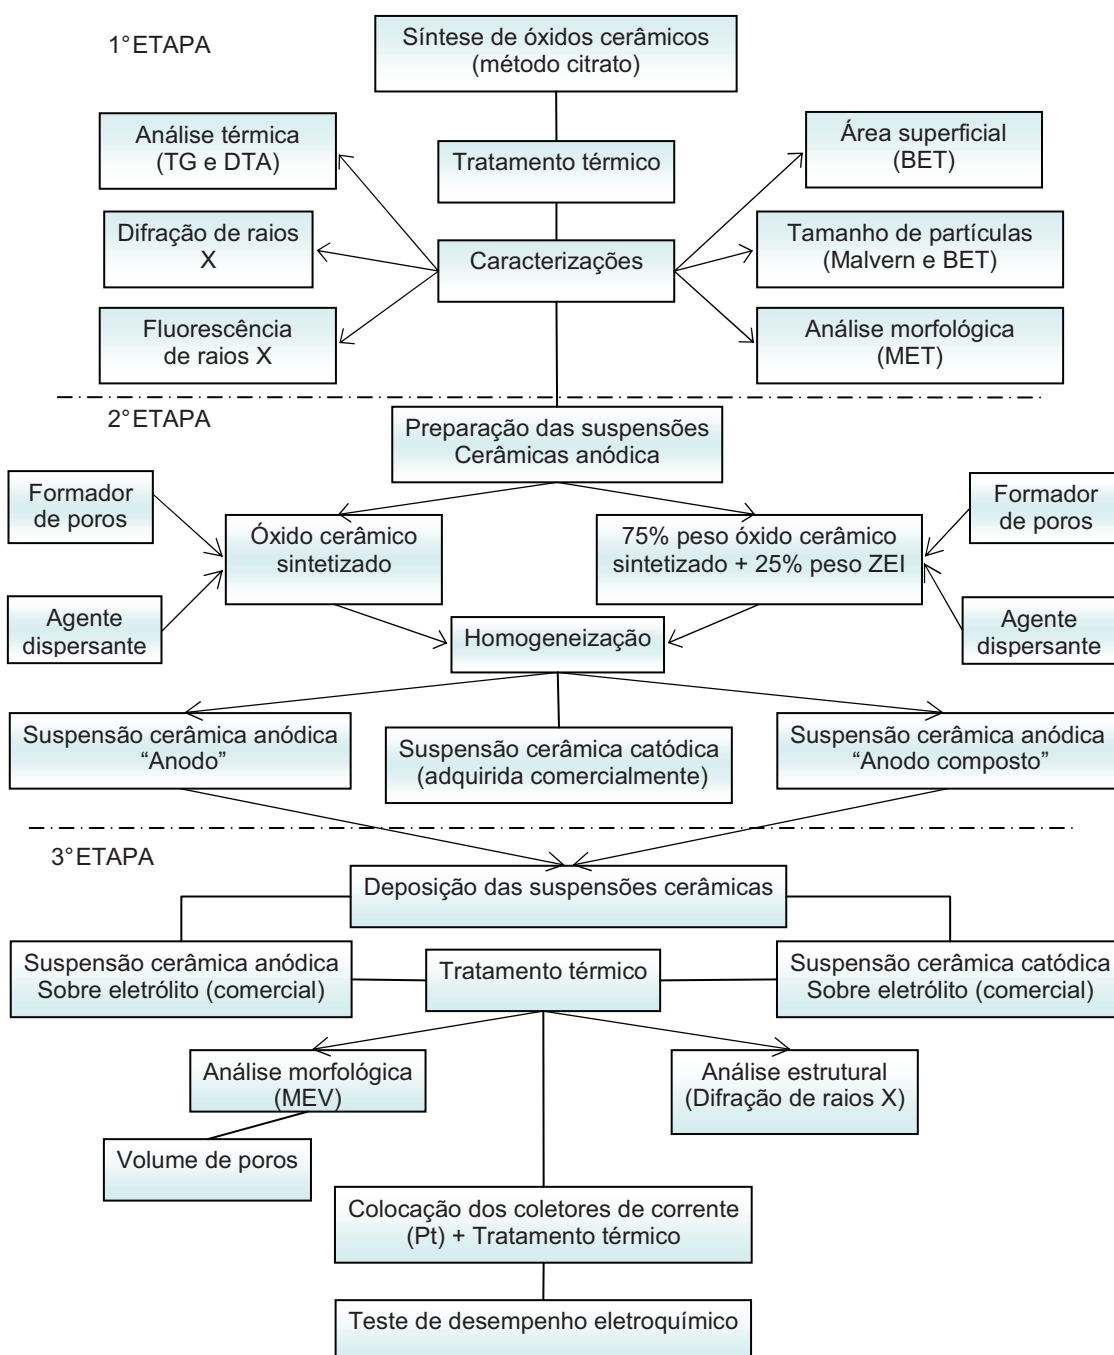 1°ETAPA
Síntese de óxidos cerâmicos
(método citrato)
Análise térmica
(TG e DTA)
Tratamento térmico
Área superficial
(BET)
Difração de raios
X
Caracterizações
Tamanho de partículas
(Malvern e BET)
Fluorescência
de raios X
Análise morfológica
(MET)
2°ETAPA
Preparação das suspensões
Cerâmicas anódica
Formador
de poros
Óxido cerâmico
sintetizado
75% peso óxido cerâmico
sintetizado + 25% peso ZEI
Formador
de poros
Agente
dispersante
Homogeneização
Agente
dispersante
Suspensão cerâmica anódica
“Anodo”
Suspensão cerâmica catódica
(adquirida comercialmente)
Suspensão cerâmica anódica
“Anodo composto”
3°ETAPA
Deposição das suspensões cerâmicas
Suspensão cerâmica anódica
Sobre eletrólito (comercial)
Tratamento térmico
Suspensão cerâmica catódica
Sobre eletrólito (comercial)
Análise morfológica
(MEV)
Análise estrutural
(Difração de raios X)
Volume de poros
Colocação dos coletores de corrente
(Pt) + Tratamento térmico
Teste de desempenho eletroquímico